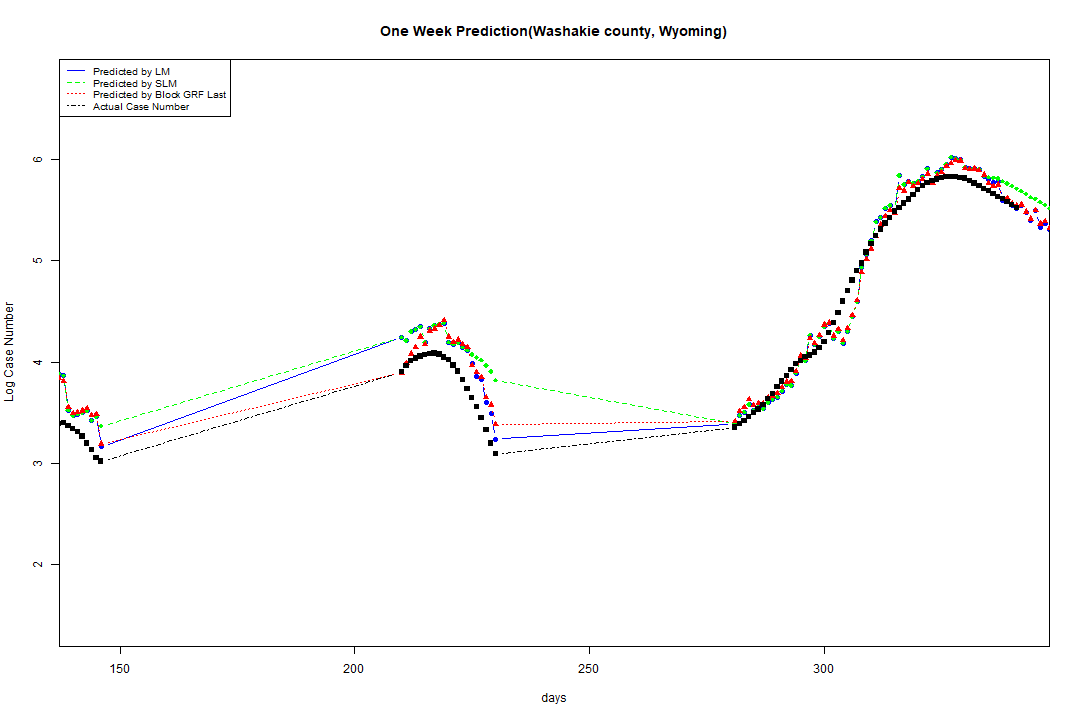 One Week Prediction(Washakie county, Wyoming)
Predicted by LM
Predicted by SLM
Predicted by Block GRF Last
Actual Case Number
6
5
4
3
2
Log Case Number
150 200 250 300
days